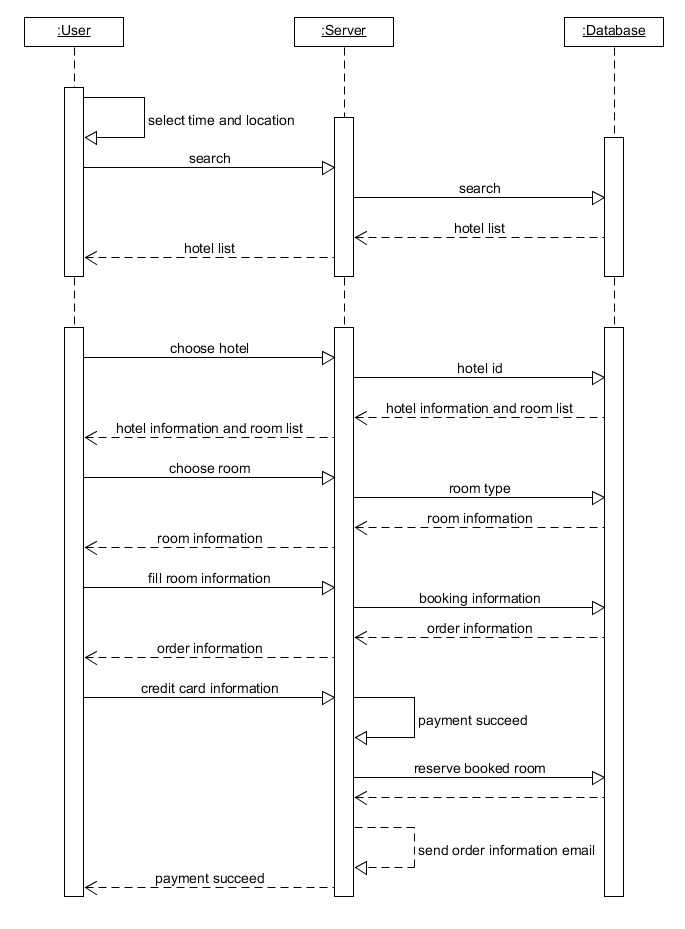 :User
:Server
:Database
select time and location
search
search
hotel list
hotel list
choose hotel
hotel id
hotel information and room list
hotel information and room list
choose room
room type
room information
room information
fill room information
booking information
order information
order information
credit card information
payment succeed
reserve booked room
send order information email
payment succeed